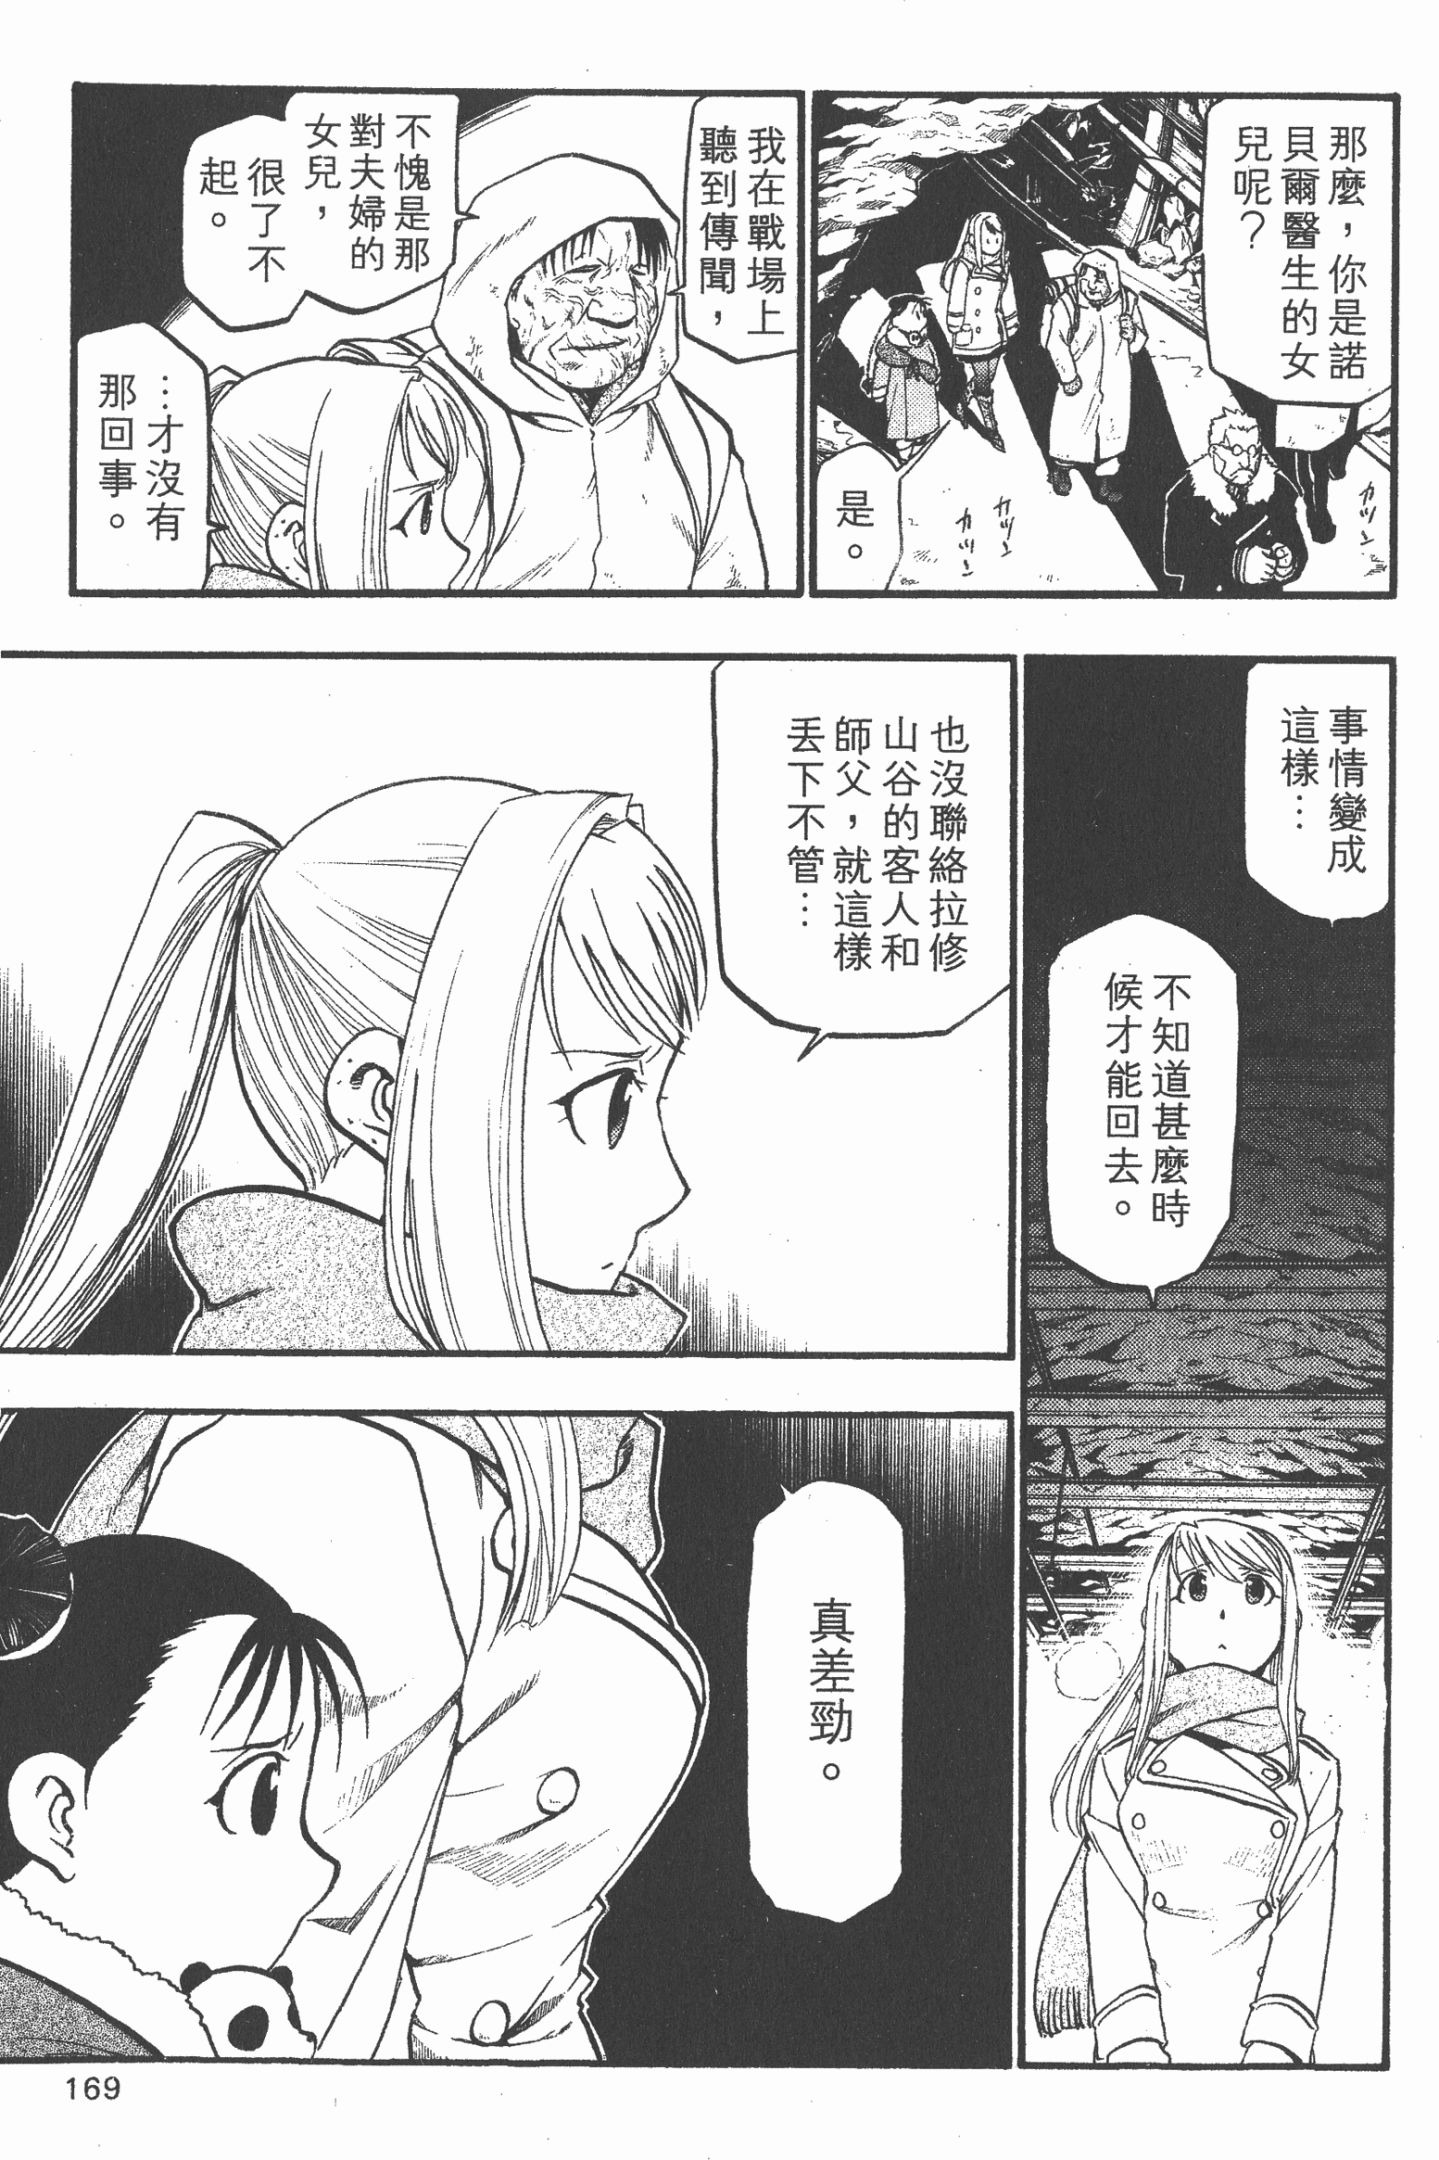 那麼，你是諾
貝爾醫生的女
兒呢？
是。
カツン
カツン
カツン
カツン
我在戰場上
聽到傳聞，
不愧是那
對夫婦的
女兒，
很了不
起。
…才沒有
那回事。
事情變成
這樣…
不知道甚麼時
候才能回去。
也沒聯絡拉修
山谷的客人和
師父，就這樣
丟下不管…
真差勁。
169